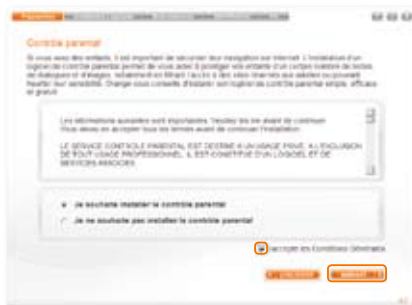 Contrôle parental
Si vous avez des enfants, il est important de sécuriser leur navigation sur internet. L'installation d'un
logiciel de contrôle parental permet de vous aider à protéger vos enfants d'un certain nombre de textes,
de dialogues et d'images, notamment en filtrant l'accès à des sites réservés aux adultes ou pouvant
heurter leur sensibilité. Orange vous conseille d'installer son logiciel de contrôle parental simple, efficace
et gratuit.
Les informations suivantes sont importantes. Veuillez les lire avant de continuer.
Vous devez en accepter tous les termes avant de continuer l'installation.
LE SERVICE CONTROLE PARENTAL EST DESTINE A UN USAGE PRIVE, A L'EXCLUSION
DE TOUT USAGE PROFESSIONNEL. IL EST CONSTITUE D'UN LOGICIEL ET DE
SERVICES ASSOCIES.
Je souhaite installer le contrôle parental
Je ne souhaite pas installer le contrôle parental
J'accepte les Conditions Générales